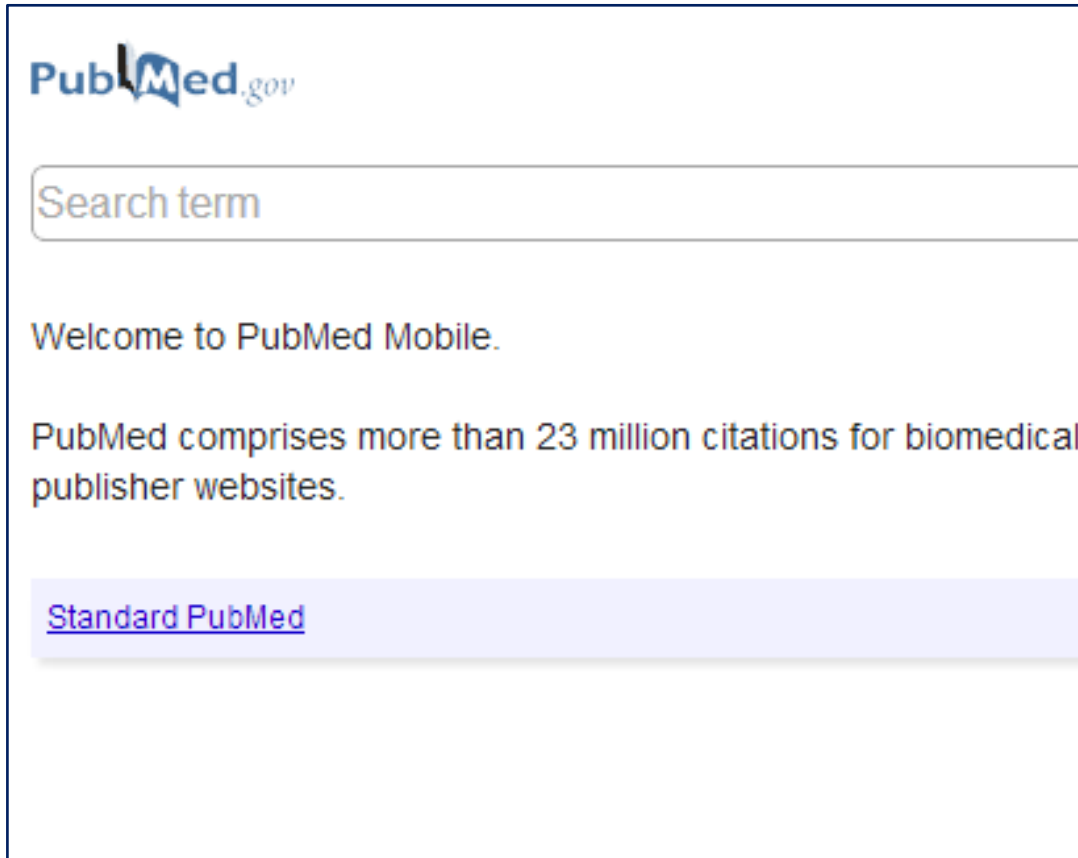 PubMed.gov
Search term
Welcome to PubMed Mobile.
PubMed comprises more than 23 million citations for biomedical
publisher websites.
Standard PubMed